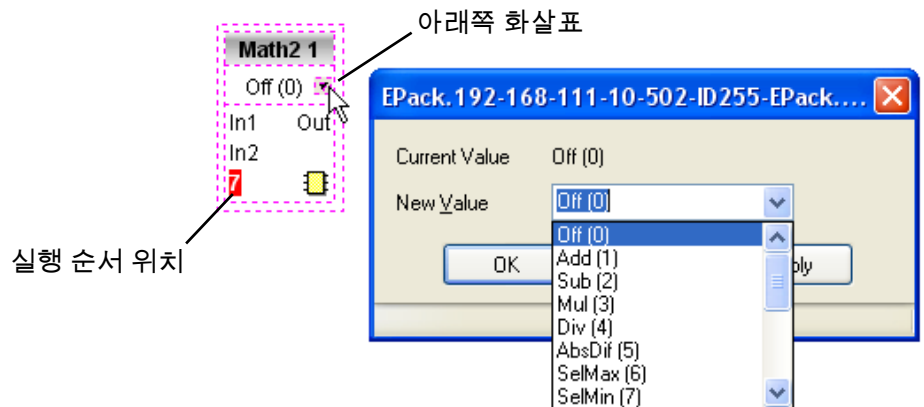 아래쪽 화살표
Math2 1
Off (0)
In1 Out
In2
7
실행 순서 위치
EPack.192-168-111-10-502-ID255-EPack....
Current Value Off (0)
New Value Off (0)
OK
Off (0)
Add (1)
Sub (2)
Mul (3)
Div (4)
AbsDif (5)
SelMax (6)
SelMin (7)